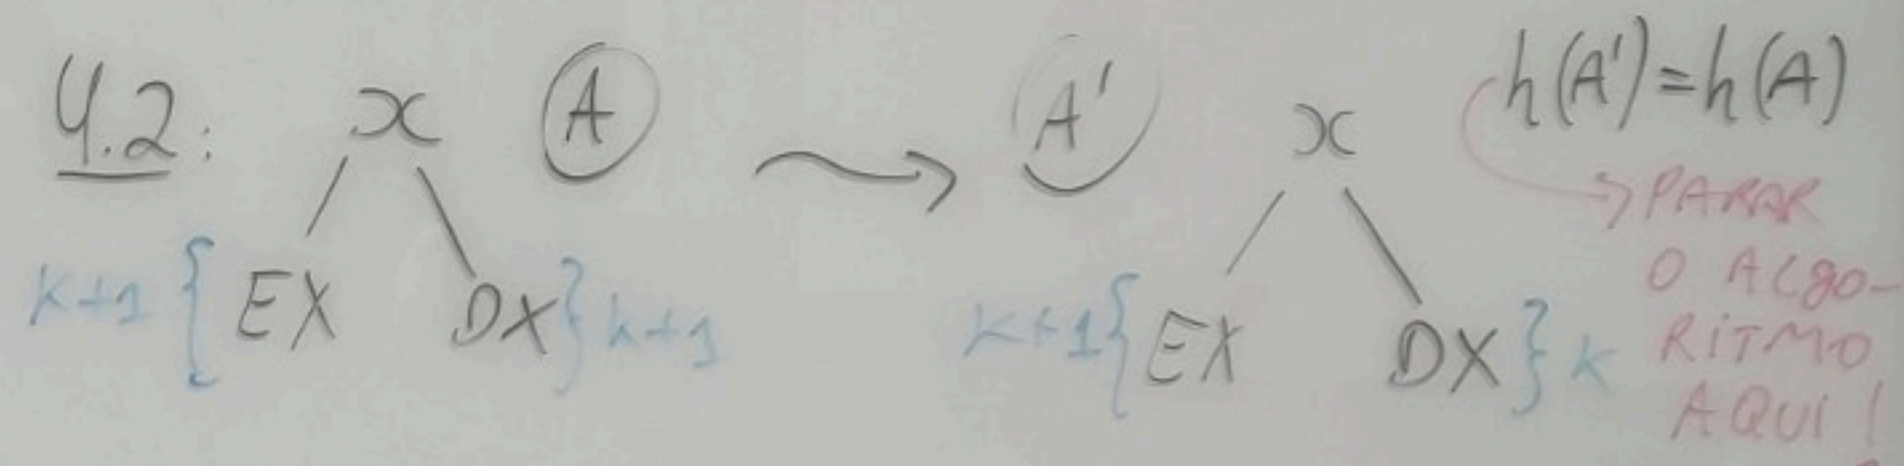 4.2: x A A' x h(A')=h(A)
PARAR
O ALGO-
RITMO
AQUI!
k+1 { EX DX } k+1 k+1 { EX DX } k